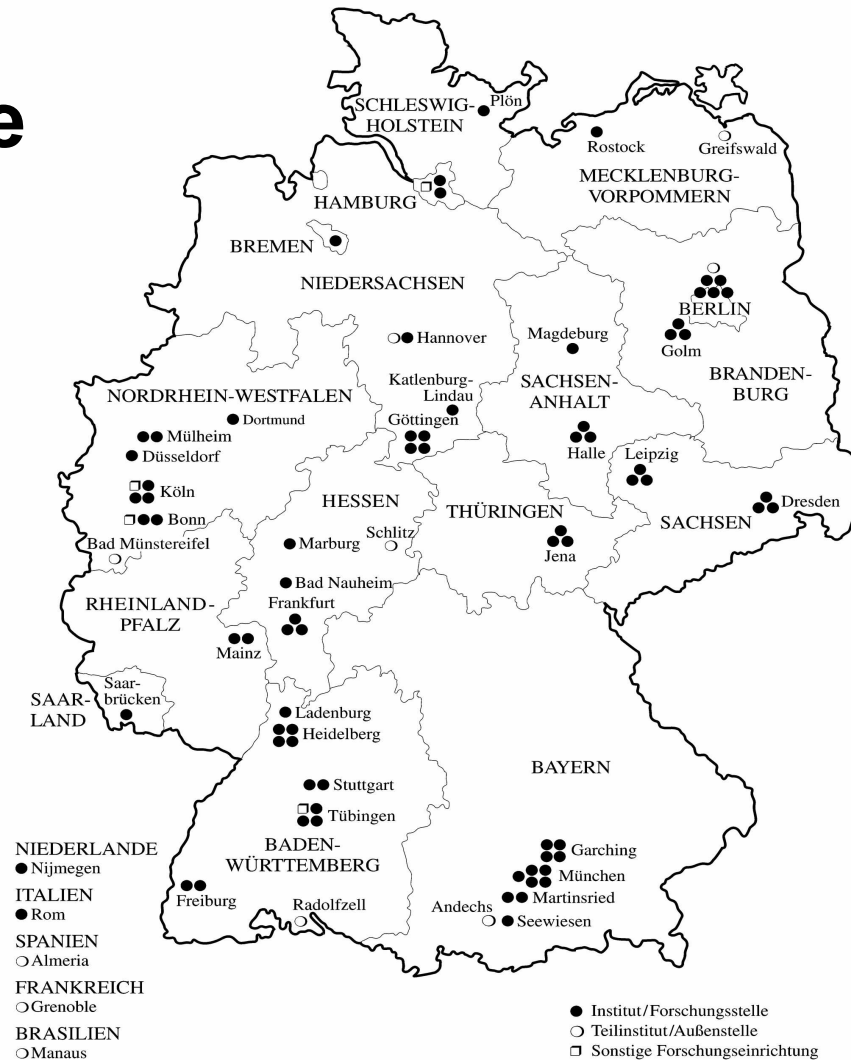 e
Plön
SCHLESWIG-
HOLSTEIN
Rostock
Greifswald
MECKLENBURG-
VORPOMMERN
HAMBURG
BREMEN
NIEDERSACHSEN
BERLIN
Hannover
Magdeburg
Golm
Katlenburg-
Lindau
SACHSEN-
ANHALT
BRANDEN-
BURG
NORDRHEIN-WESTFALEN
Dortmund
Göttingen
Mülheim
Düsseldorf
Halle
Leipzig
Köln
HESSEN
THÜRINGEN
Dresden
SACHSEN
Bonn
Bad Münstereifel
Marburg
Schlitz
Jena
Bad Nauheim
RHEINLAND-
PFALZ
Frankfurt
Mainz
Saar-
brücken
SAAR-
LAND
Ladenburg
Heidelberg
BAYERN
Stuttgart
Tübingen
BADEN-
WÜRTTEMBERG
Garching
München
Martinsried
Freiburg
Radolfzell
Andechs
Seewiesen
NIEDERLANDE
Nijmegen
ITALIEN
Rom
SPANIEN
Almeria
FRANKREICH
Grenoble
BRASILIEN
Manaus
Institut/Forschungsstelle
Teilinstitut/Außenstelle
Sonstige Forschungseinrichtung